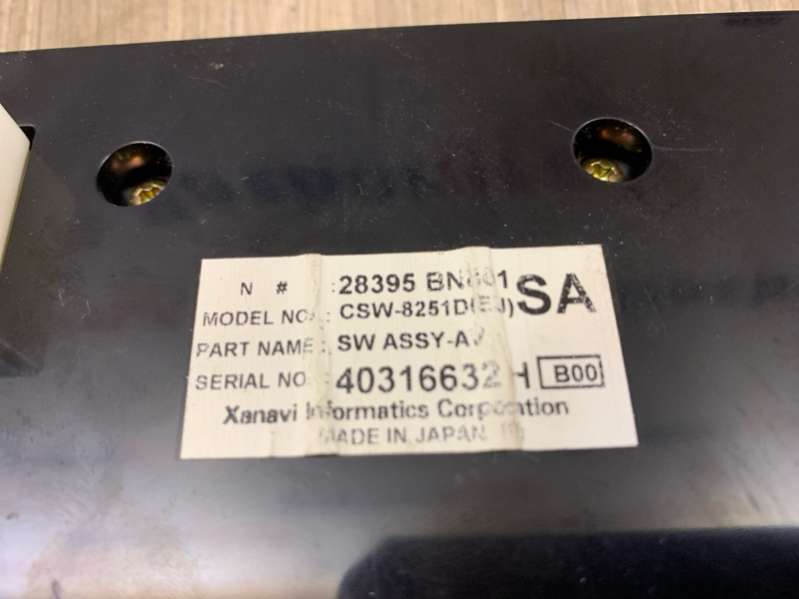 N # :28395 BN801 SA
MODEL NO. : CSW-8251D(EJ)
PART NAME : SW ASSY-AV
SERIAL NO. : 40316632 H B00
Xanavi Informatics Corporation
MADE IN JAPAN